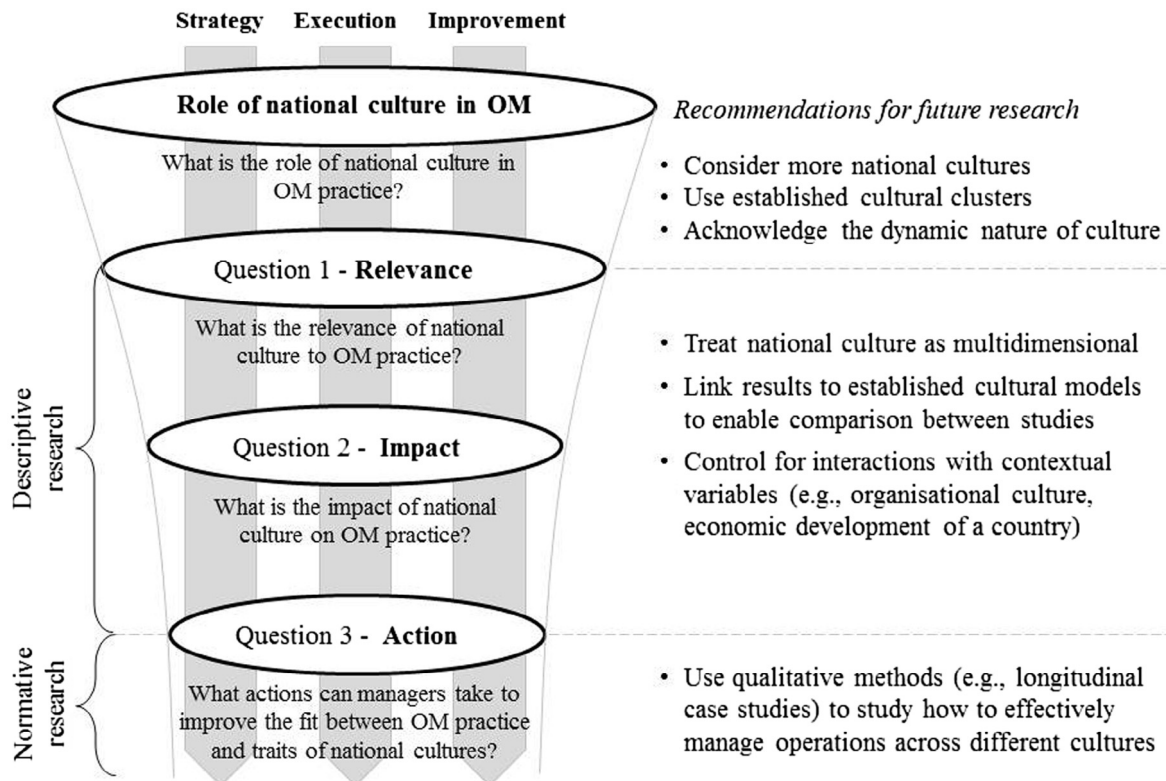 Strategy Execution Improvement
Role of national culture in OM
What is the role of national culture in
OM practice?
Recommendations for future research
• Consider more national cultures
• Use established cultural clusters
• Acknowledge the dynamic nature of culture
Descriptive
research
Question 1 - Relevance
What is the relevance of national
culture to OM practice?
Question 2 - Impact
What is the impact of national
culture on OM practice?
• Treat national culture as multidimensional
• Link results to established cultural models
to enable comparison between studies
• Control for interactions with contextual
variables (e.g., organisational culture,
economic development of a country)
Normative
research
Question 3 - Action
What actions can managers take to
improve the fit between OM practice
and traits of national cultures?
• Use qualitative methods (e.g., longitudinal
case studies) to study how to effectively
manage operations across different cultures